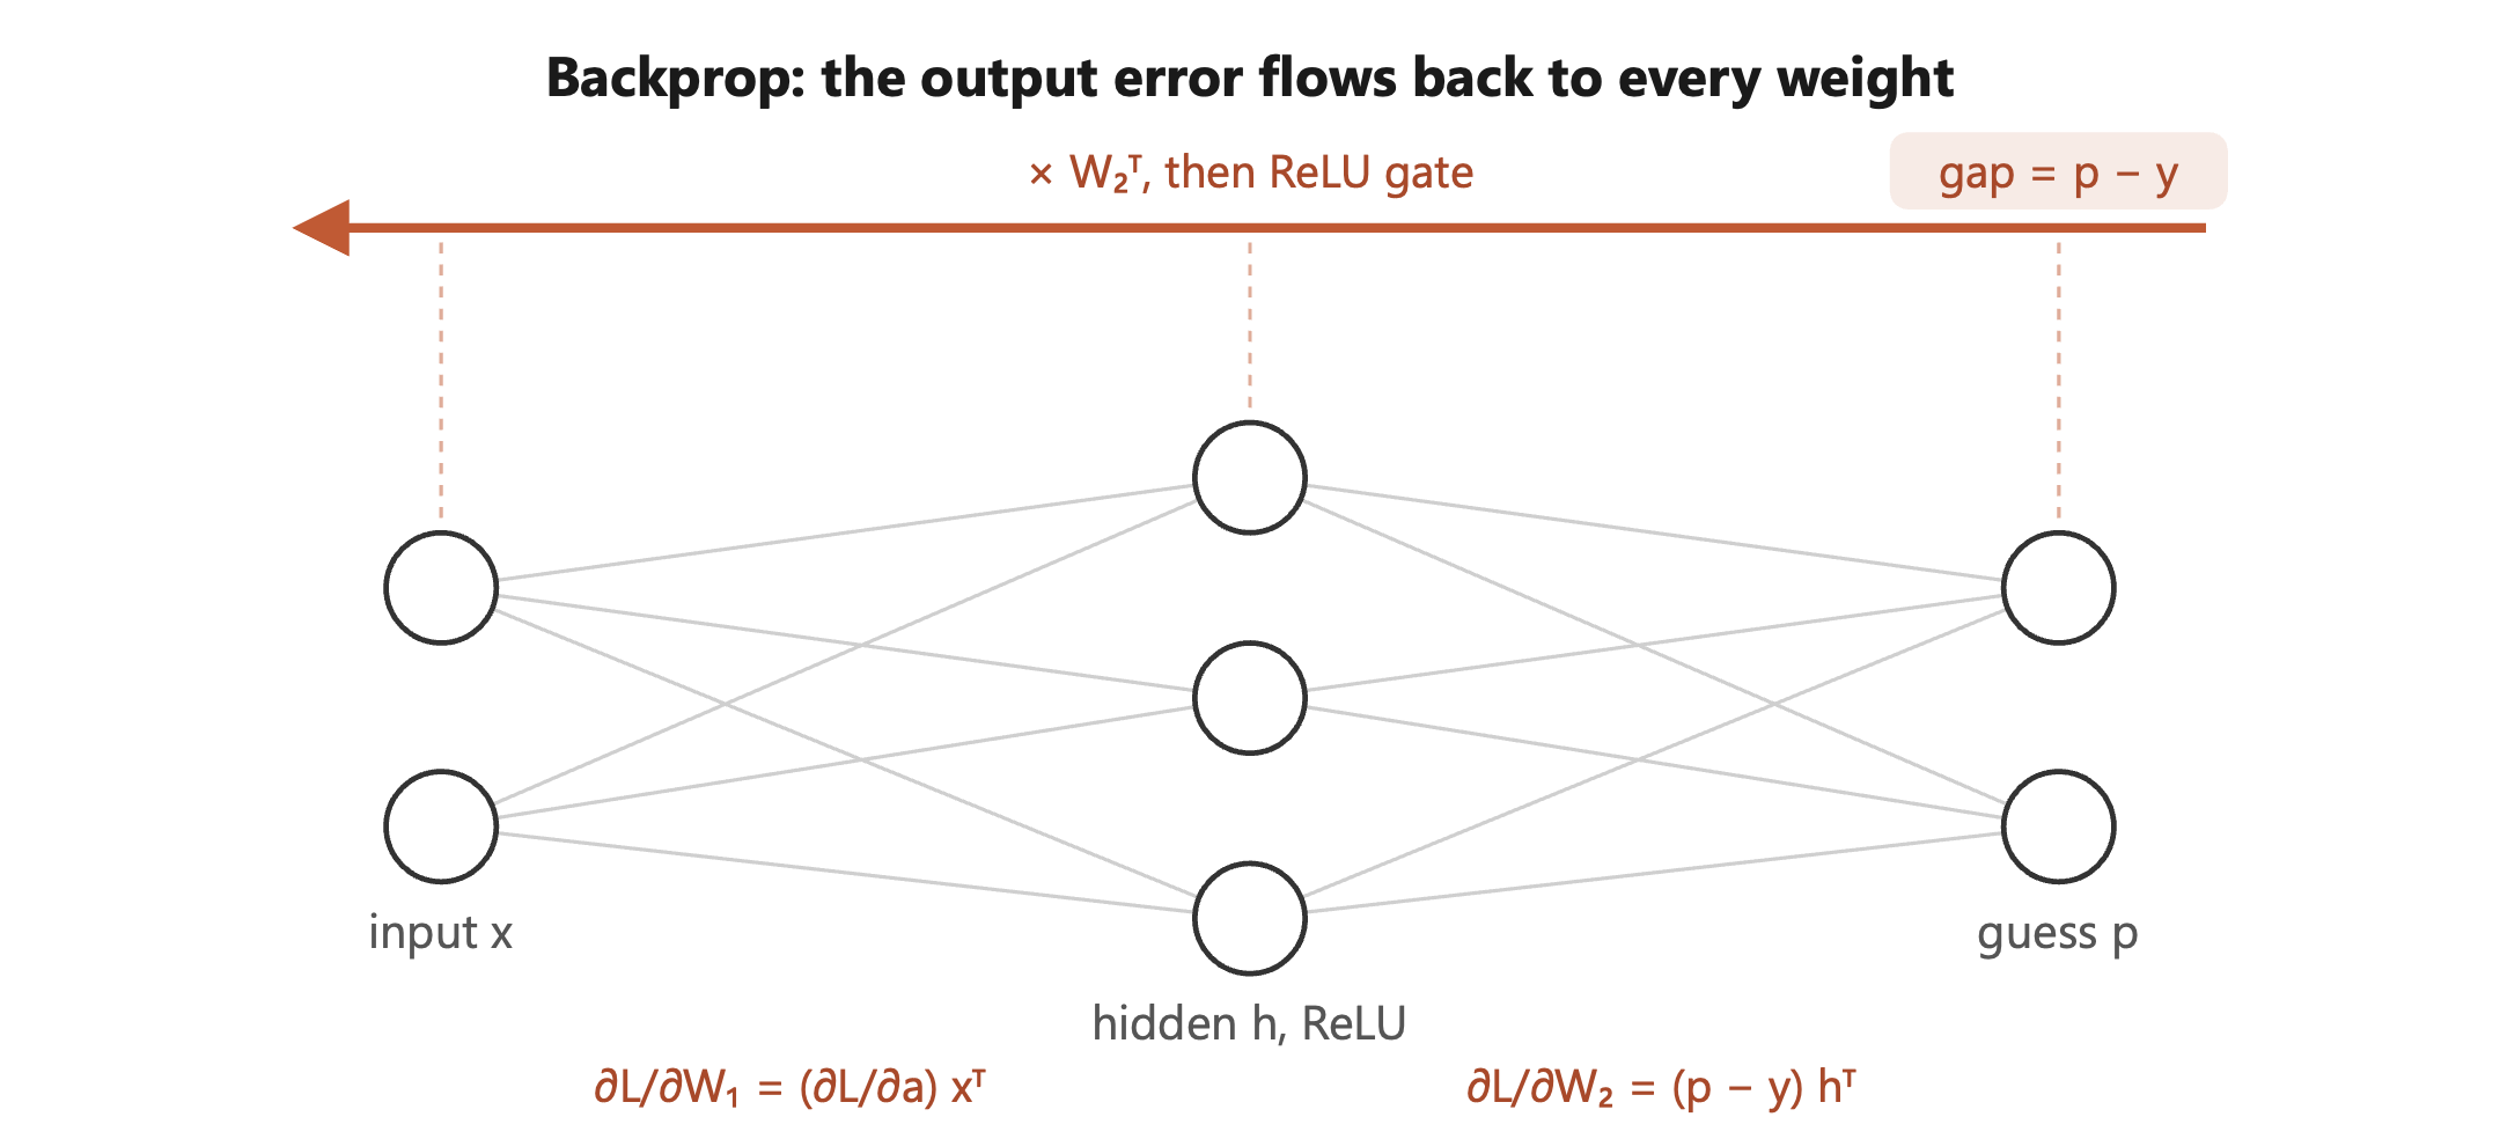 Backprop: the output error flows back to every weight
× W₂ᵀ, then ReLU gate
gap = p − y
input x
guess p
hidden h, ReLU
∂L/∂W₁ = (∂L/∂a) xᵀ
∂L/∂W₂ = (p − y) hᵀ